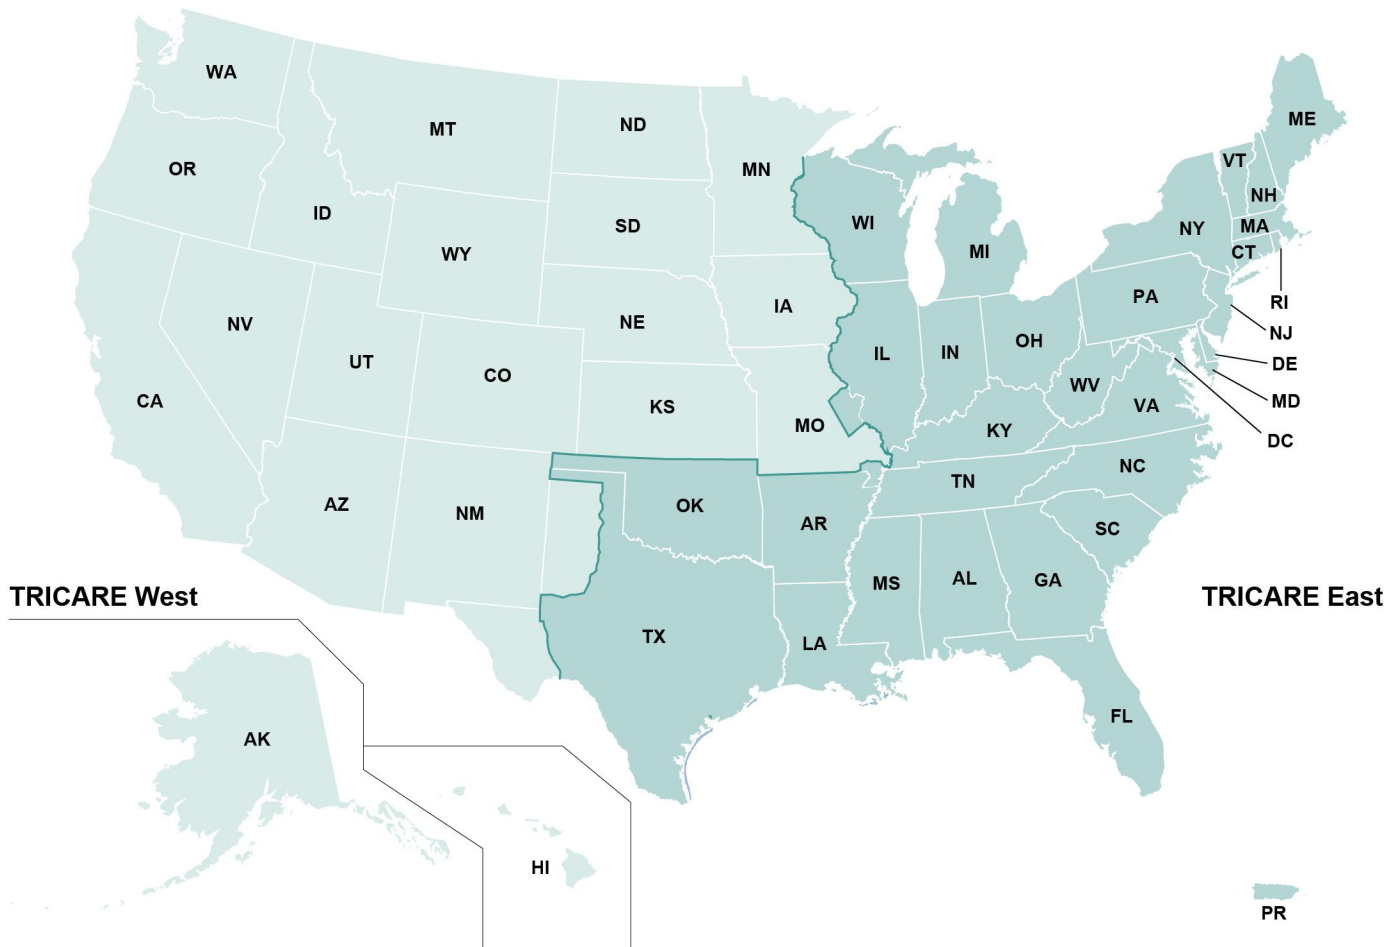 WA
MT
ND
MN
ME
OR
ID
SD
WI
VT
NH
WY
MI
NY
MA
CT
IA
PA
RI
NV
NE
NJ
UT
CO
IL
IN
OH
DE
CA
KS
MO
WV
VA
MD
KY
DC
NC
TN
AZ
NM
OK
AR
SC
MS
AL
GA
TRICARE West
TRICARE East
TX
LA
FL
AK
HI
PR